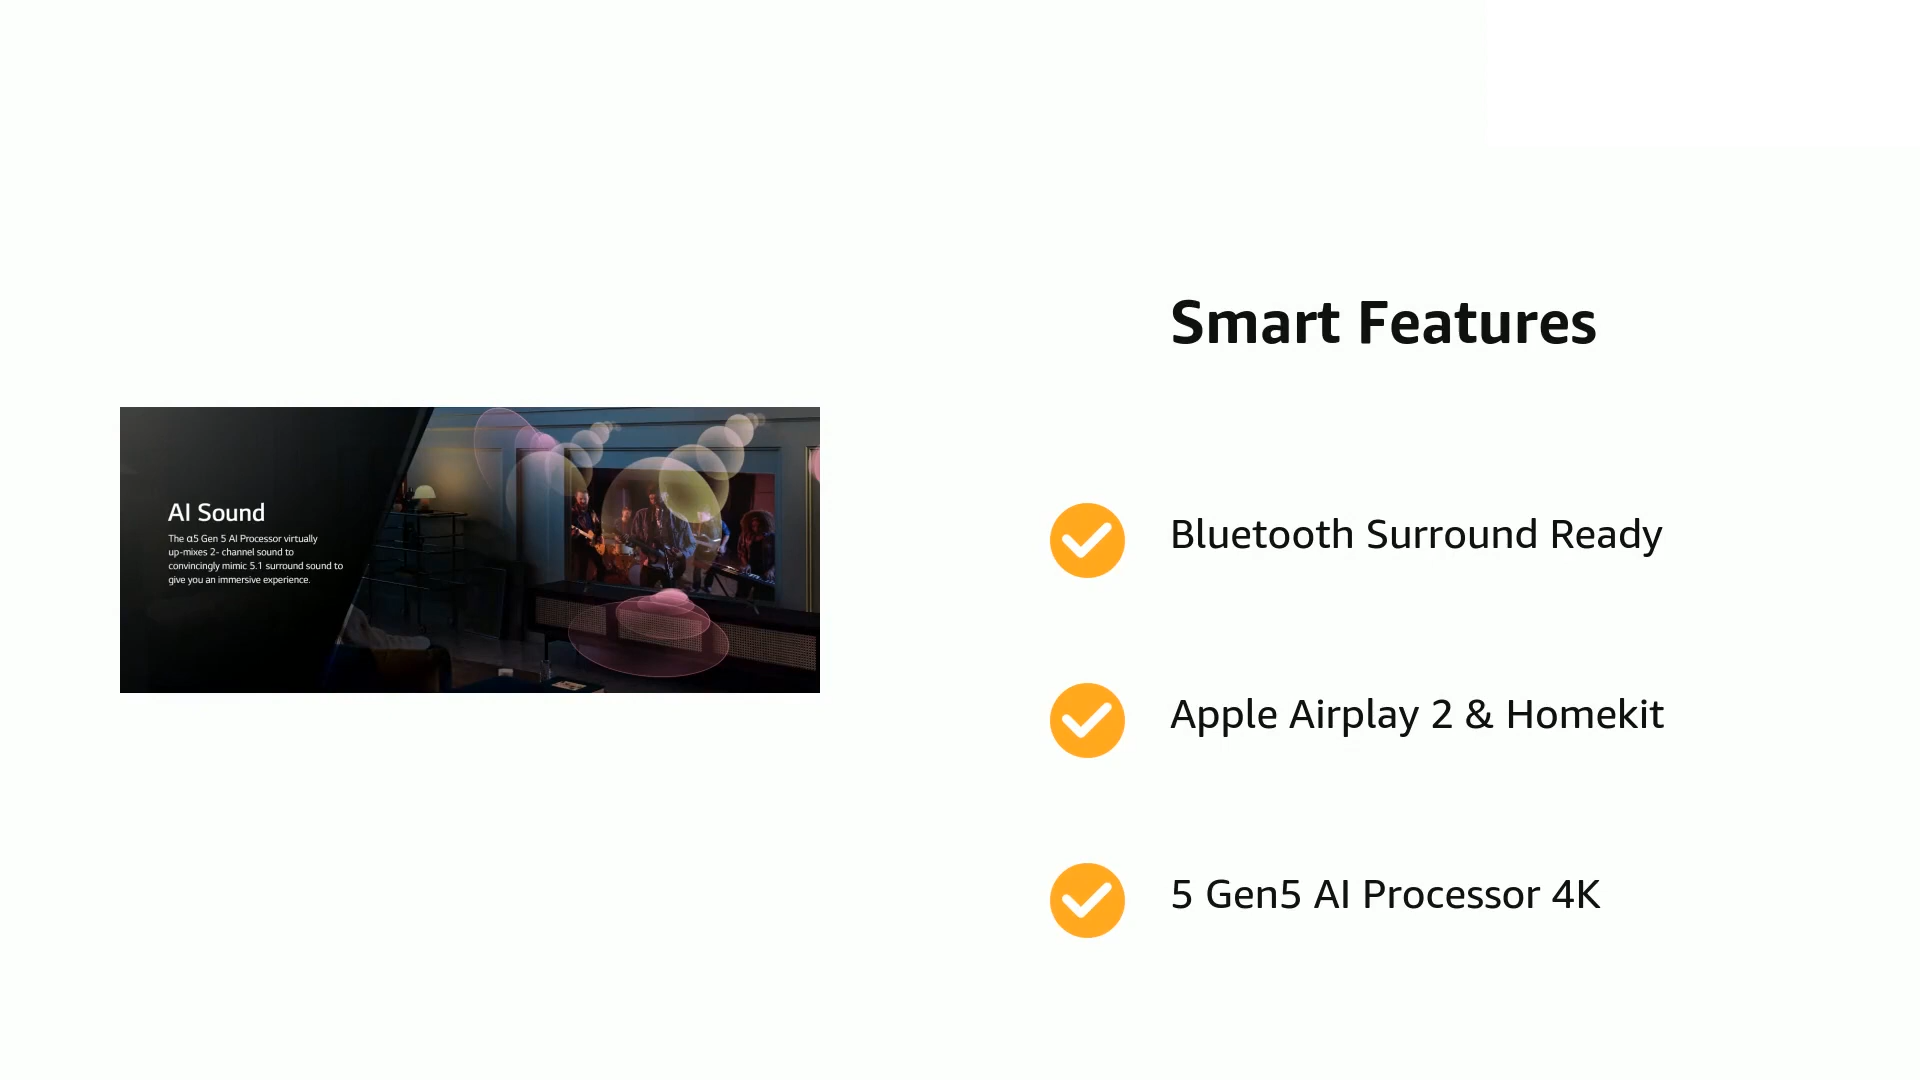 Smart Features
AI Sound
The α5 Gen 5 AI Processor virtually
up-mixes 2- channel sound to
convincingly mimic 5.1 surround sound to
give you an immersive experience.
Bluetooth Surround Ready
Apple Airplay 2 & Homekit
5 Gen5 AI Processor 4K